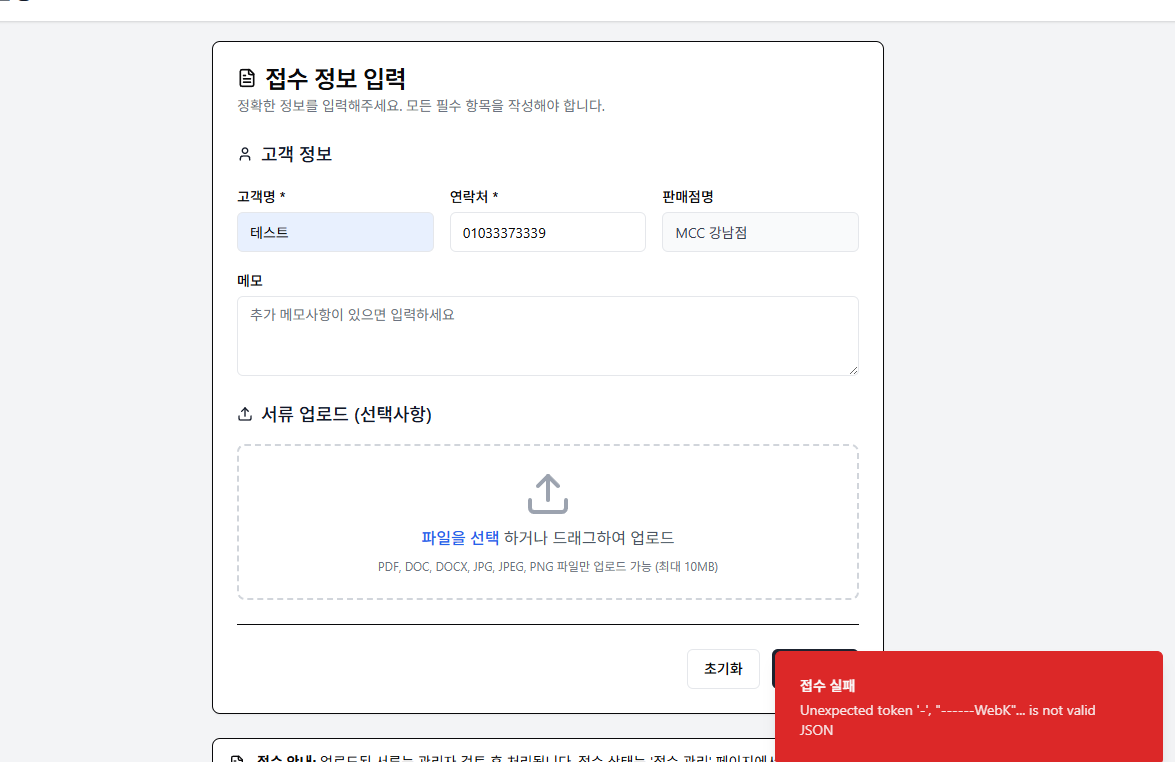 접수 정보 입력
정확한 정보를 입력해주세요. 모든 필수 항목을 작성해야 합니다.
고객 정보
고객명 *
연락처 *
판매점명
테스트
01033373339
MCC 강남점
메모
추가 메모사항이 있으면 입력하세요
서류 업로드 (선택사항)
파일을 선택 하거나 드래그하여 업로드
PDF, DOC, DOCX, JPG, JPEG, PNG 파일만 업로드 가능 (최대 10MB)
초기화
접수 실패
Unexpected token '-', "------WebK"... is not valid
JSON
접수 안내: 업로드된 서류는 관리자 검토 후 처리됩니다. 접수 상태는 '접수 관리' 페이지에서